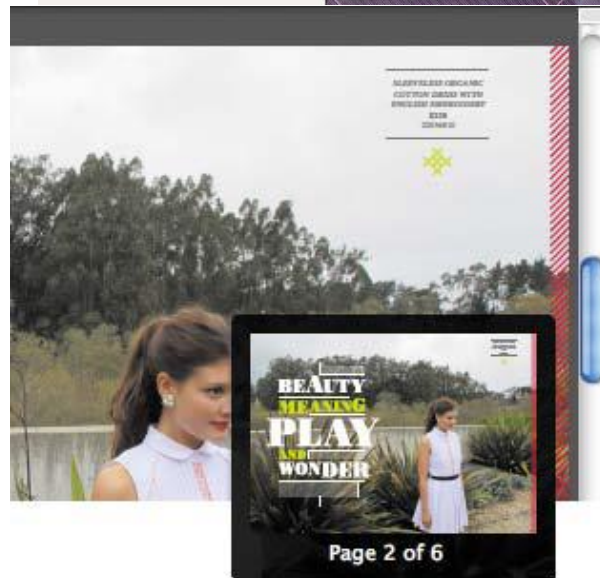 SLEEVELESS ORGANIC
COTTON DRESS WITH
ENGLISH EMBROIDERY
BEAUTY
MEANING
PLAY
AND
WONDER
Page 2 of 6